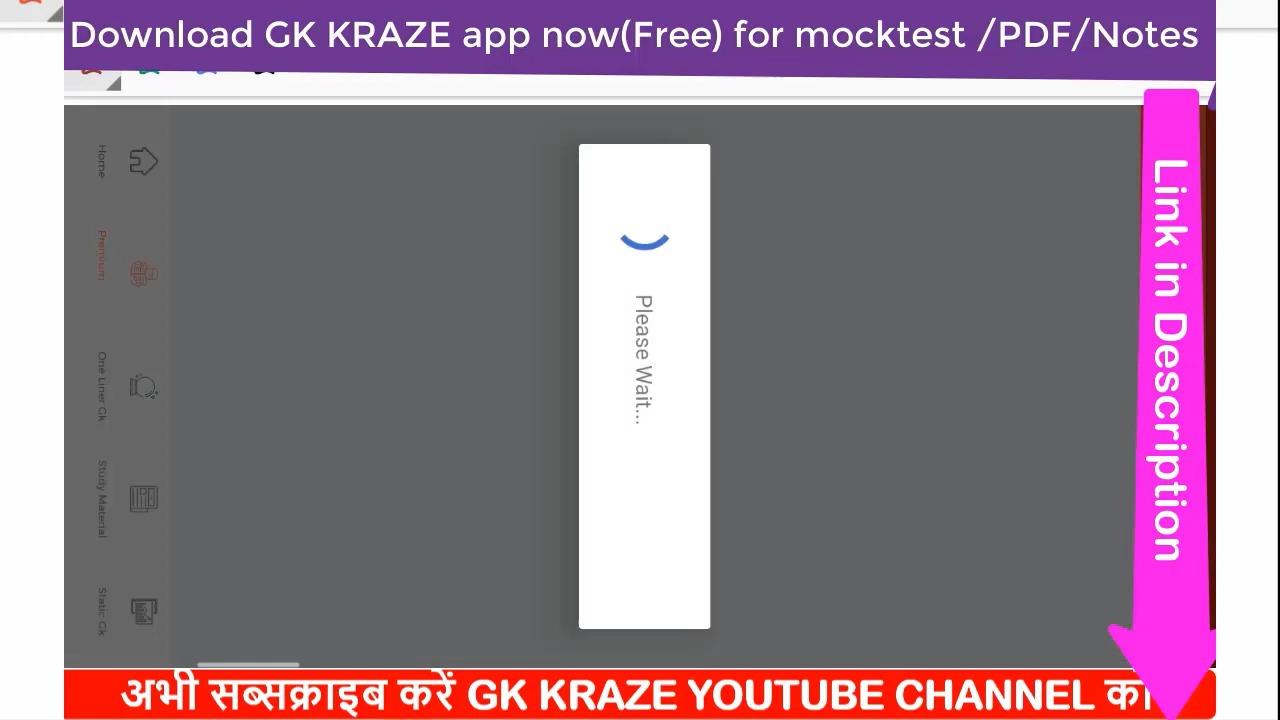 Download GK KRAZE app now(Free) for mocktest /PDF/Notes
Home
Premium
One Liner Gk
Study Material
Static Gk
Please Wait...
Link in Description
अभी सब्सक्राइब करें GK KRAZE YOUTUBE CHANNEL को